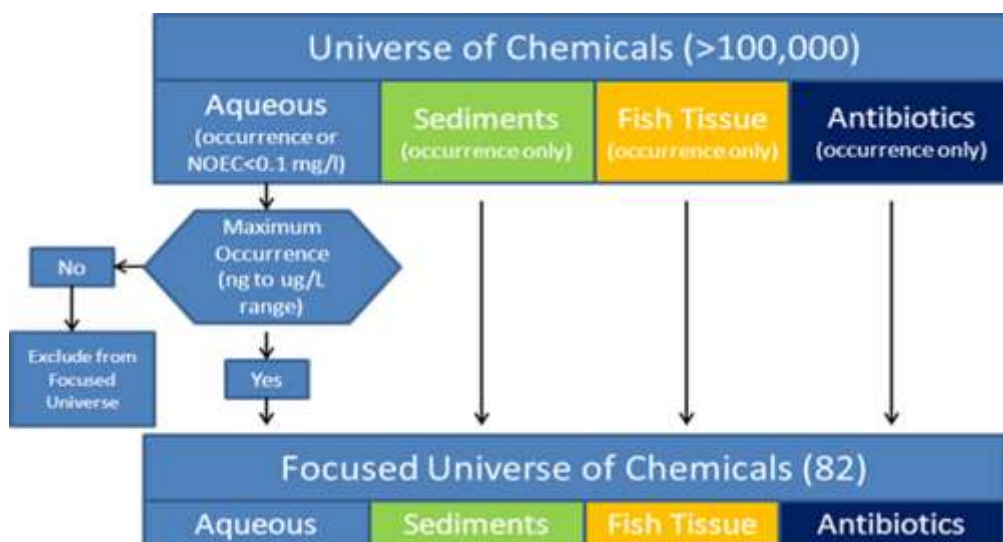 Universe of Chemicals (>100,000)
Aqueous
(occurrence or
NOEC<0.1 mg/l)
Sediments
(occurrence only)
Fish Tissue
(occurrence only)
Antibiotics
(occurrence only)
Maximum
Occurrence
(ng to ug/L
range)
No
Exclude from
Focused
Universe
Yes
Focused Universe of Chemicals (82)
Aqueous
Sediments
Fish Tissue
Antibiotics